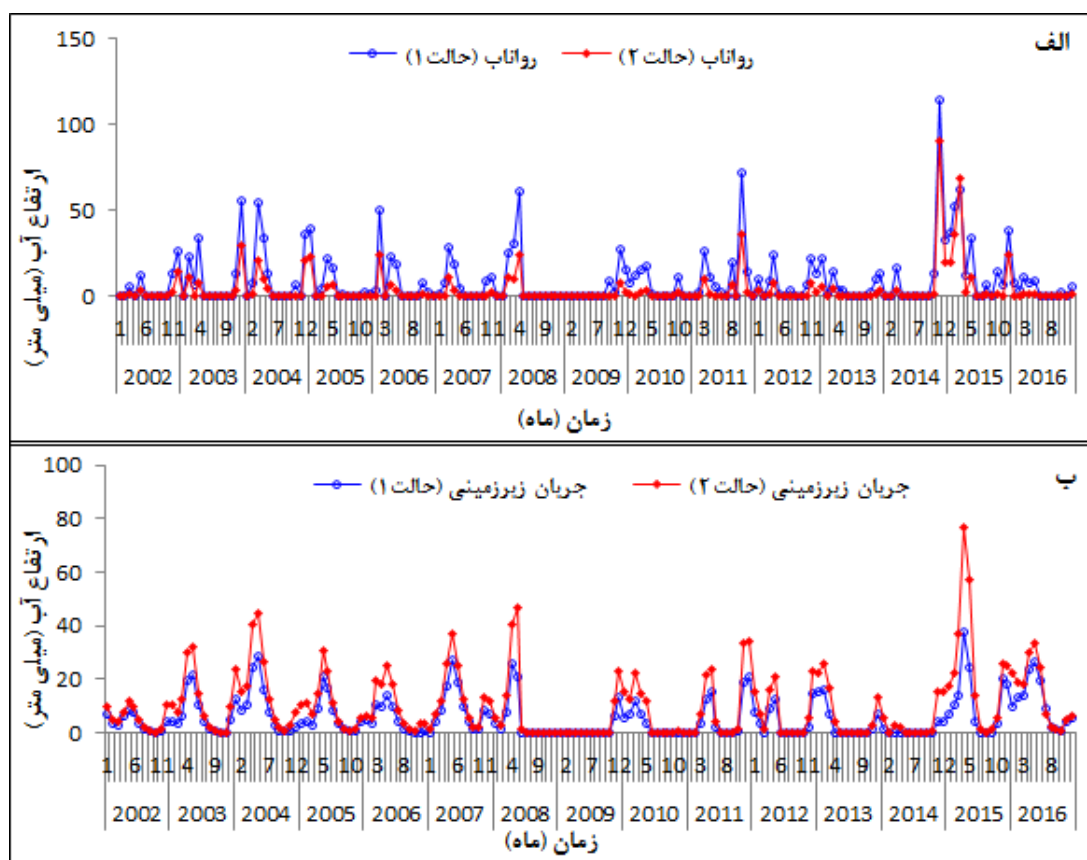 الف
رواناب (حالت ۱) رواناب (حالت ۲)
150
100
50
0
ارتفاع آب (میلی متر)
1 6 11 4 9 2 7 12 5 10 3 8 1 6 11 4 9 2 7 12 5 10 3 8 1 6 11 4 9 2 7 12 5 10 3 8
2002 2003 2004 2005 2006 2007 2008 2009 2010 2011 2012 2013 2014 2015 2016
زمان (ماه)
ب
جریان زیرزمینی (حالت ۱) جریان زیرزمینی (حالت ۲)
100
80
60
40
20
0
ارتفاع آب (میلی متر)
1 6 11 4 9 2 7 12 5 10 3 8 1 6 11 4 9 2 7 12 5 10 3 8 1 6 11 4 9 2 7 12 5 10 3 8
2002 2003 2004 2005 2006 2007 2008 2009 2010 2011 2012 2013 2014 2015 2016
زمان (ماه)